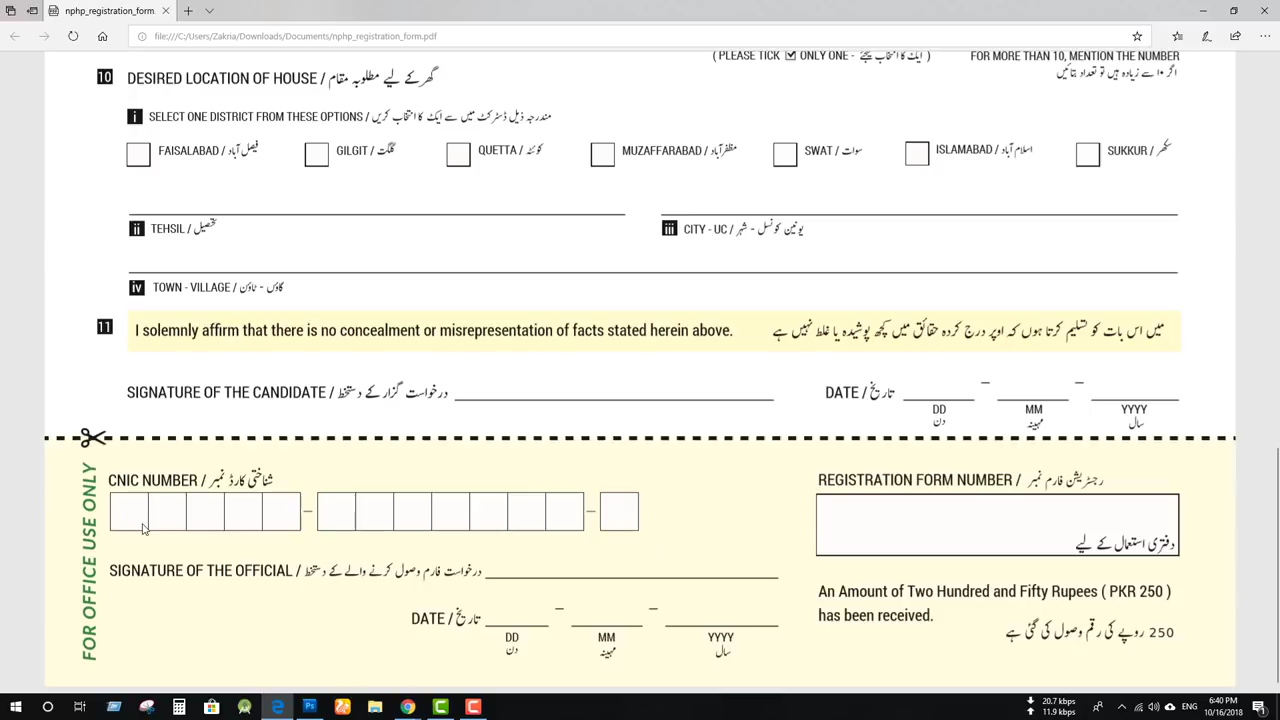 nphp_registration_form
file:///C:/Users/Zakria/Downloads/Documents/nphp_registration_form.pdf
( PLEASE TICK ONLY ONE - ایک کا انتخاب کیجئے )
FOR MORE THAN 10, MENTION THE NUMBER
اگر ۱۰ سے زیادہ ہیں تو تعداد بتائیں
10 DESIRED LOCATION OF HOUSE / گھر کے لیے مطلوبہ مقام
i SELECT ONE DISTRICT FROM THESE OPTIONS / مندرجہ ذیل ڈسٹرکٹ میں سے ایک کا انتخاب کریں
FAISALABAD / فیصل آباد GILGIT / گلگت QUETTA / کوئٹہ MUZAFFARABAD / مظفرآباد SWAT / سوات ISLAMABAD / اسلام آباد SUKKUR / سکھر
ii TEHSIL / تحصیل
iii CITY - UC / یونین کونسل - شہر
iv TOWN - VILLAGE / گاؤں - ٹاؤن
11 I solemnly affirm that there is no concealment or misrepresentation of facts stated herein above. میں اس بات کو تسلیم کرتا ہوں کہ اوپر درج کردہ حقائق میں کچھ پوشیدہ یا غلط نہیں ہے
SIGNATURE OF THE CANDIDATE / درخواست گزار کے دستخط
DATE / تاریخ
DD MM YYYY
دن مہینہ سال
FOR OFFICE USE ONLY
CNIC NUMBER / شناختی کارڈ نمبر
REGISTRATION FORM NUMBER / رجسٹریشن فارم نمبر
دفتری استعمال کے لیے
SIGNATURE OF THE OFFICIAL / درخواست فارم وصول کرنے والے کے دستخط
An Amount of Two Hundred and Fifty Rupees ( PKR 250 )
has been received.
250 روپے کی رقم وصول کی گئی ہے
DATE / تاریخ
DD MM YYYY
دن مہینہ سال
20.7 kbps
11.9 kbps
ENG
6:40 PM
10/16/2018